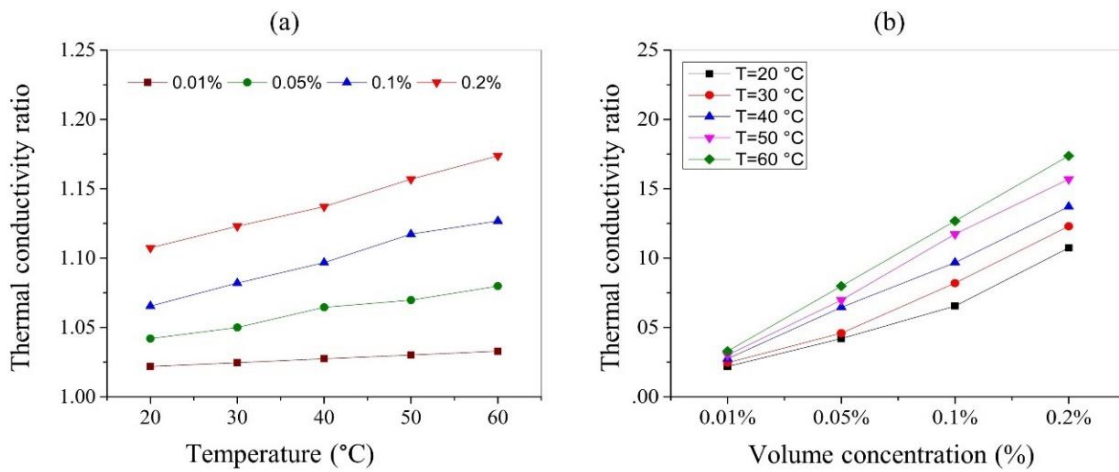 (a)
Thermal conductivity ratio
1.25
1.20
1.15
1.10
1.05
1.00
0.01% 0.05% 0.1% 0.2%
20 30 40 50 60
Temperature (°C)
(b)
Thermal conductivity ratio
25
20
15
10
05
.00
T=20 °C
T=30 °C
T=40 °C
T=50 °C
T=60 °C
0.01% 0.05% 0.1% 0.2%
Volume concentration (%)